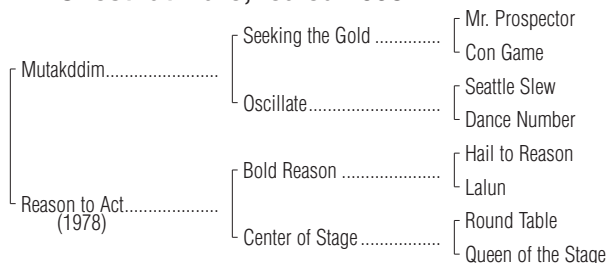 Mr. Prospector
Seeking the Gold ..............
Con Game
Mutakddim........................
Seattle Slew
Oscillate............................
Dance Number
Hail to Reason
Bold Reason .....................
Lalun
Reason to Act....................
(1978)
Round Table
Center of Stage.................
Queen of the Stage